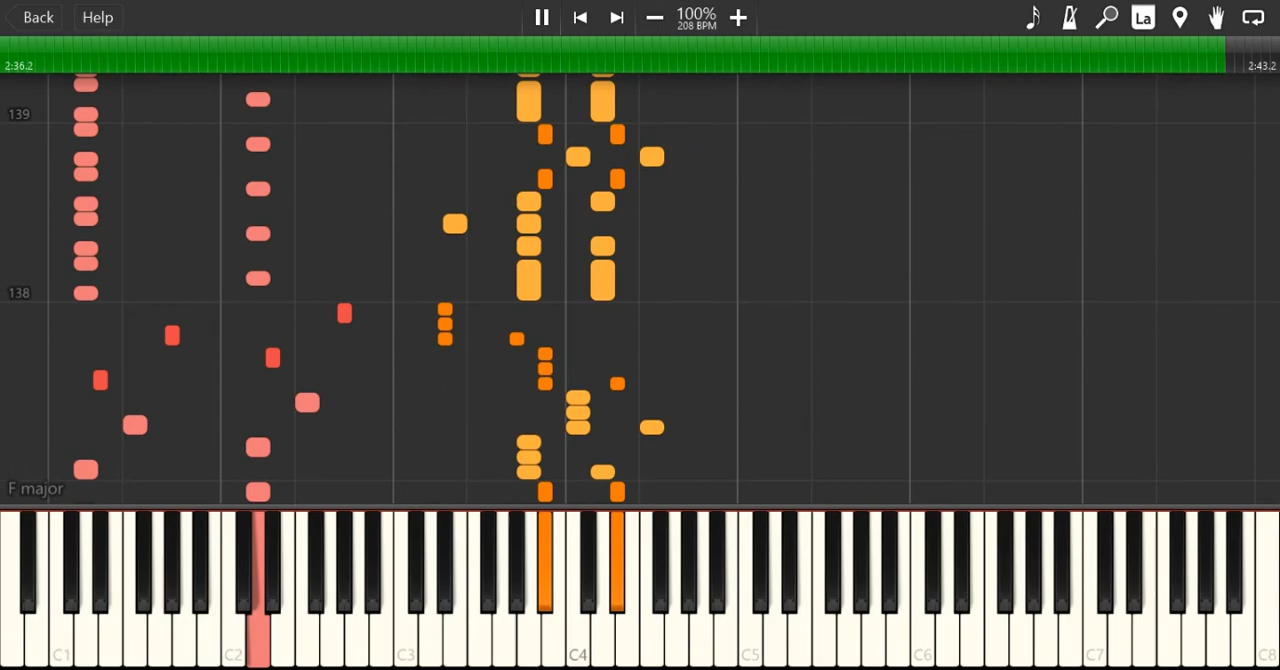 Back
Help
100%
208 BPM
La
2:36.2
2:43.2
139
138
F major
C1
C2
C3
C4
C5
C6
C7
C8